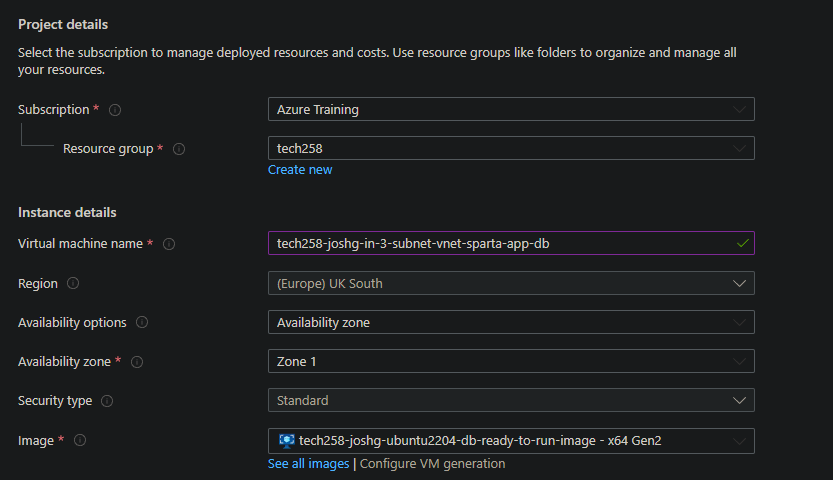 Project details
Select the subscription to manage deployed resources and costs. Use resource groups like folders to organize and manage all
your resources.
Subscription *
Azure Training
Resource group *
tech258
Create new
Instance details
Virtual machine name *
tech258-joshg-in-3-subnet-vnet-sparta-app-db
Region
(Europe) UK South
Availability options
Availability zone
Availability zone *
Zone 1
Security type
Standard
Image *
tech258-joshg-ubuntu2204-db-ready-to-run-image - x64 Gen2
See all images | Configure VM generation